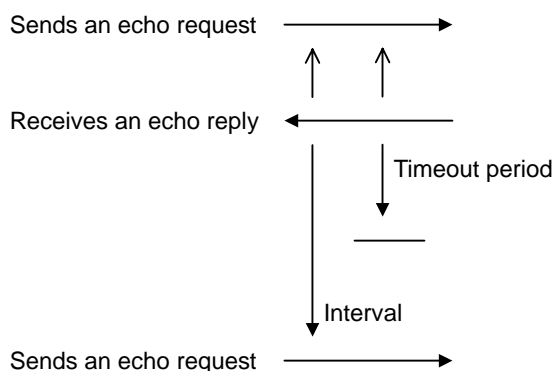 Sends an echo request
Receives an echo reply
Timeout period
Interval
Sends an echo request